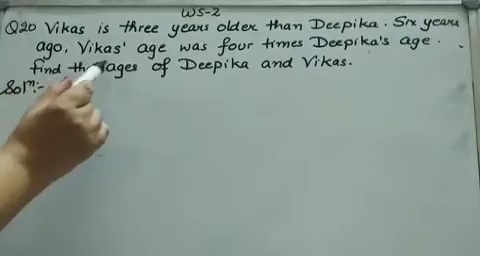 WS-2
Q20 Vikas is three years older than Deepika. Six years
ago, Vikas' age was four times Deepika's age.
find the ages of Deepika and Vikas.
Solⁿ:-